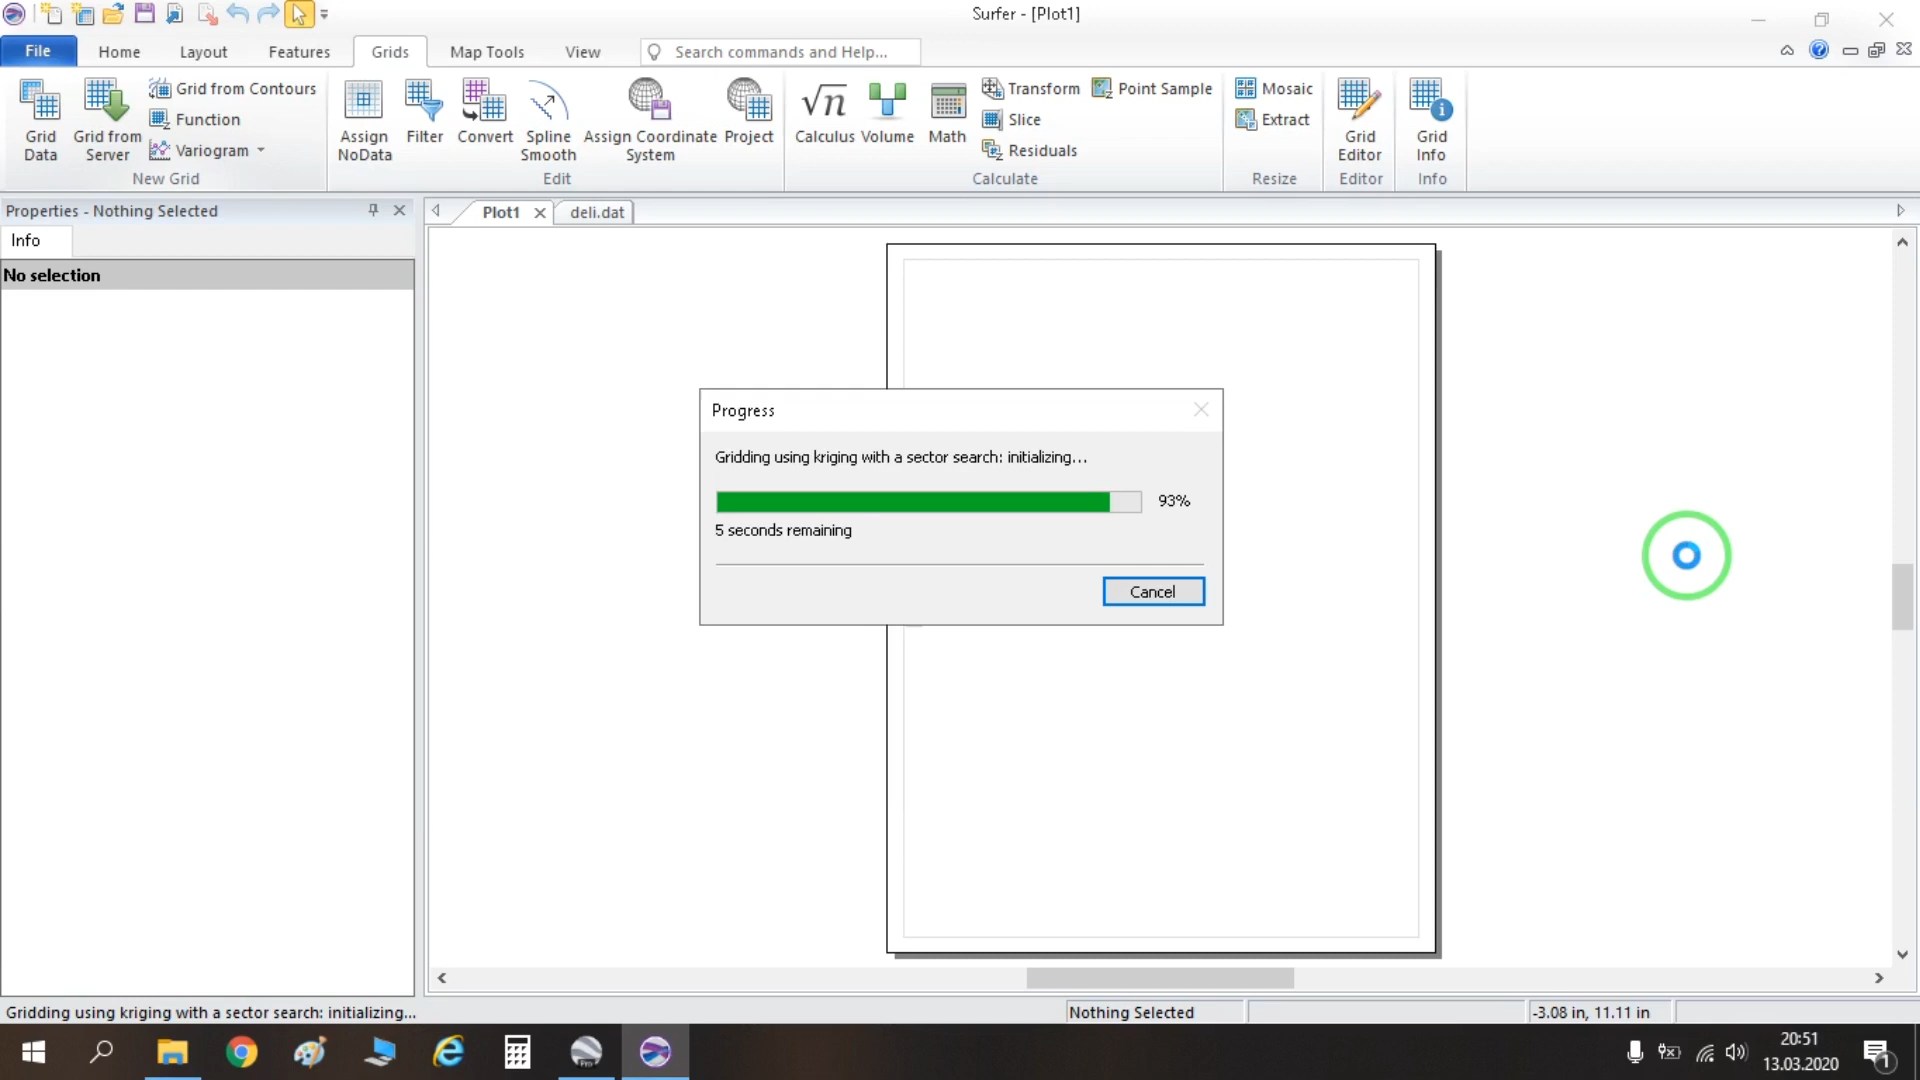 Surfer - [Plot1]
File Home Layout Features Grids Map Tools View Search commands and Help...
Grid Data
Grid from Server
Grid from Contours
Function
Variogram
New Grid
Assign NoData
Filter
Convert
Spline Smooth
Assign Coordinate System
Project
Edit
Calculus
Volume
Math
Transform
Slice
Residuals
Point Sample
Calculate
Mosaic
Extract
Resize
Grid Editor
Editor
Grid Info
Info
Properties - Nothing Selected
Info
No selection
Plot1 deli.dat
Progress
Gridding using kriging with a sector search: initializing...
93%
5 seconds remaining
Cancel
Gridding using kriging with a sector search: initializing... Nothing Selected -3.08 in, 11.11 in
20:51
13.03.2020
1